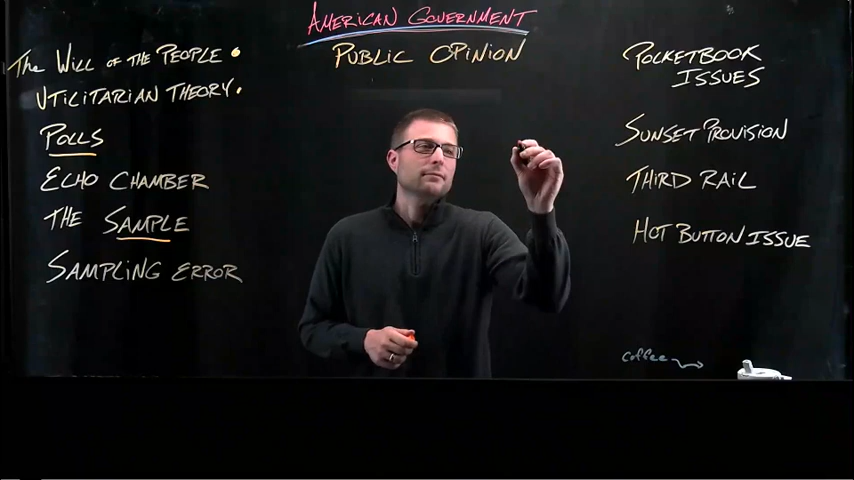 AMERICAN GOVERNMENT
PUBLIC OPINION
The WILL OF THE PEOPLE
UTILITARIAN THEORY
POLLS
ECHO CHAMBER
THE SAMPLE
SAMPLING ERROR
POCKETBOOK
ISSUES
SUNSET PROVISION
THIRD RAIL
HOT BUTTON ISSUE
coffee